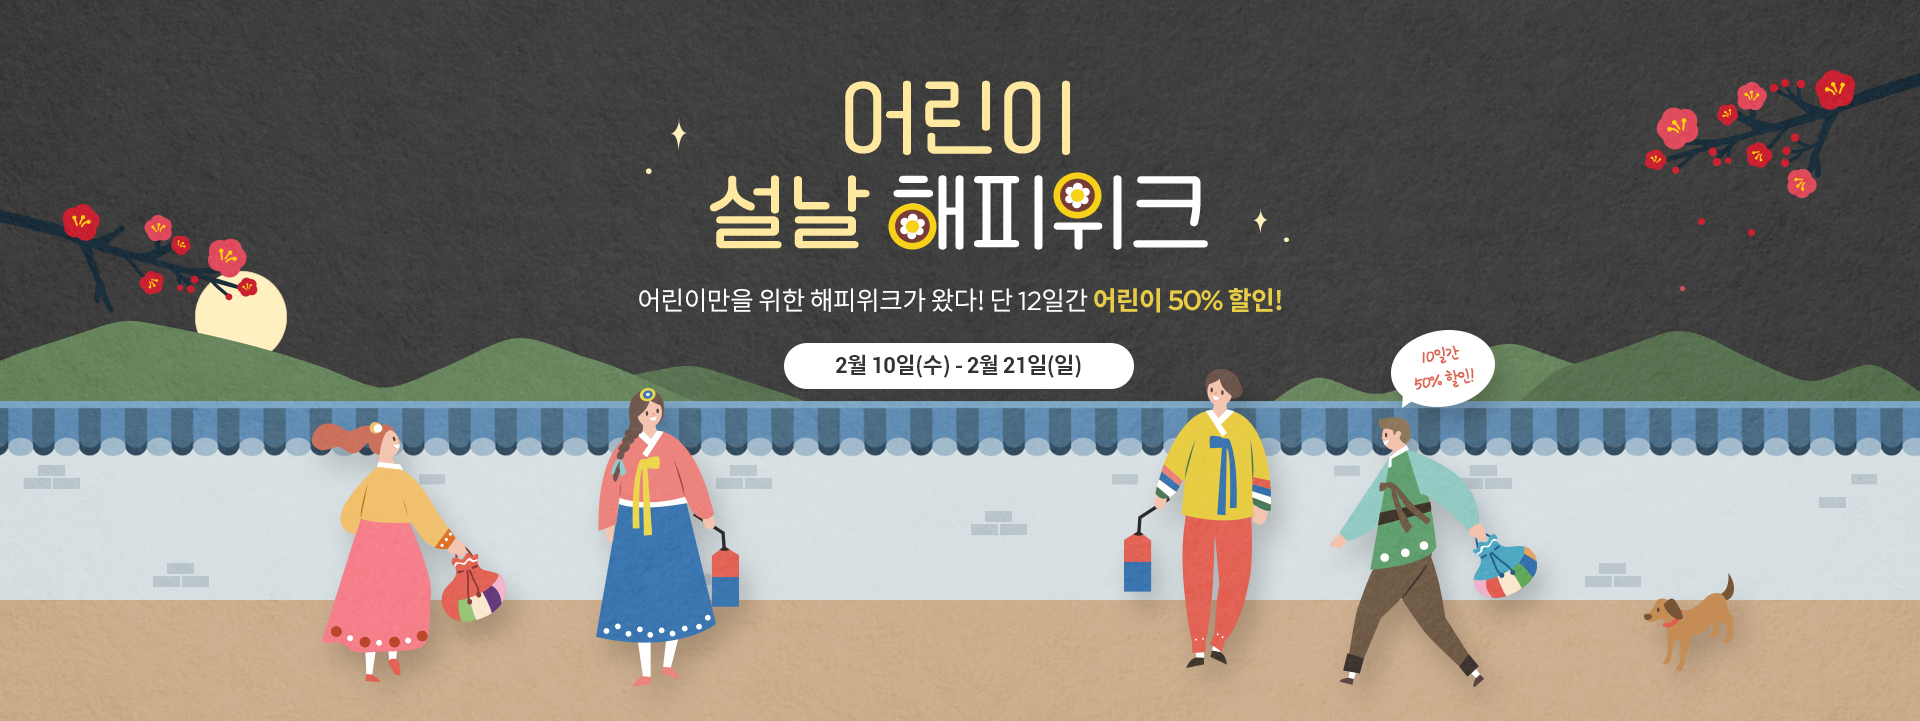 어린이
설날 해피위크
어린이만을 위한 해피위크가 왔다! 단 12일간 어린이 50% 할인!
2월 10일(수) - 2월 21일(일)
10일간
50% 할인!